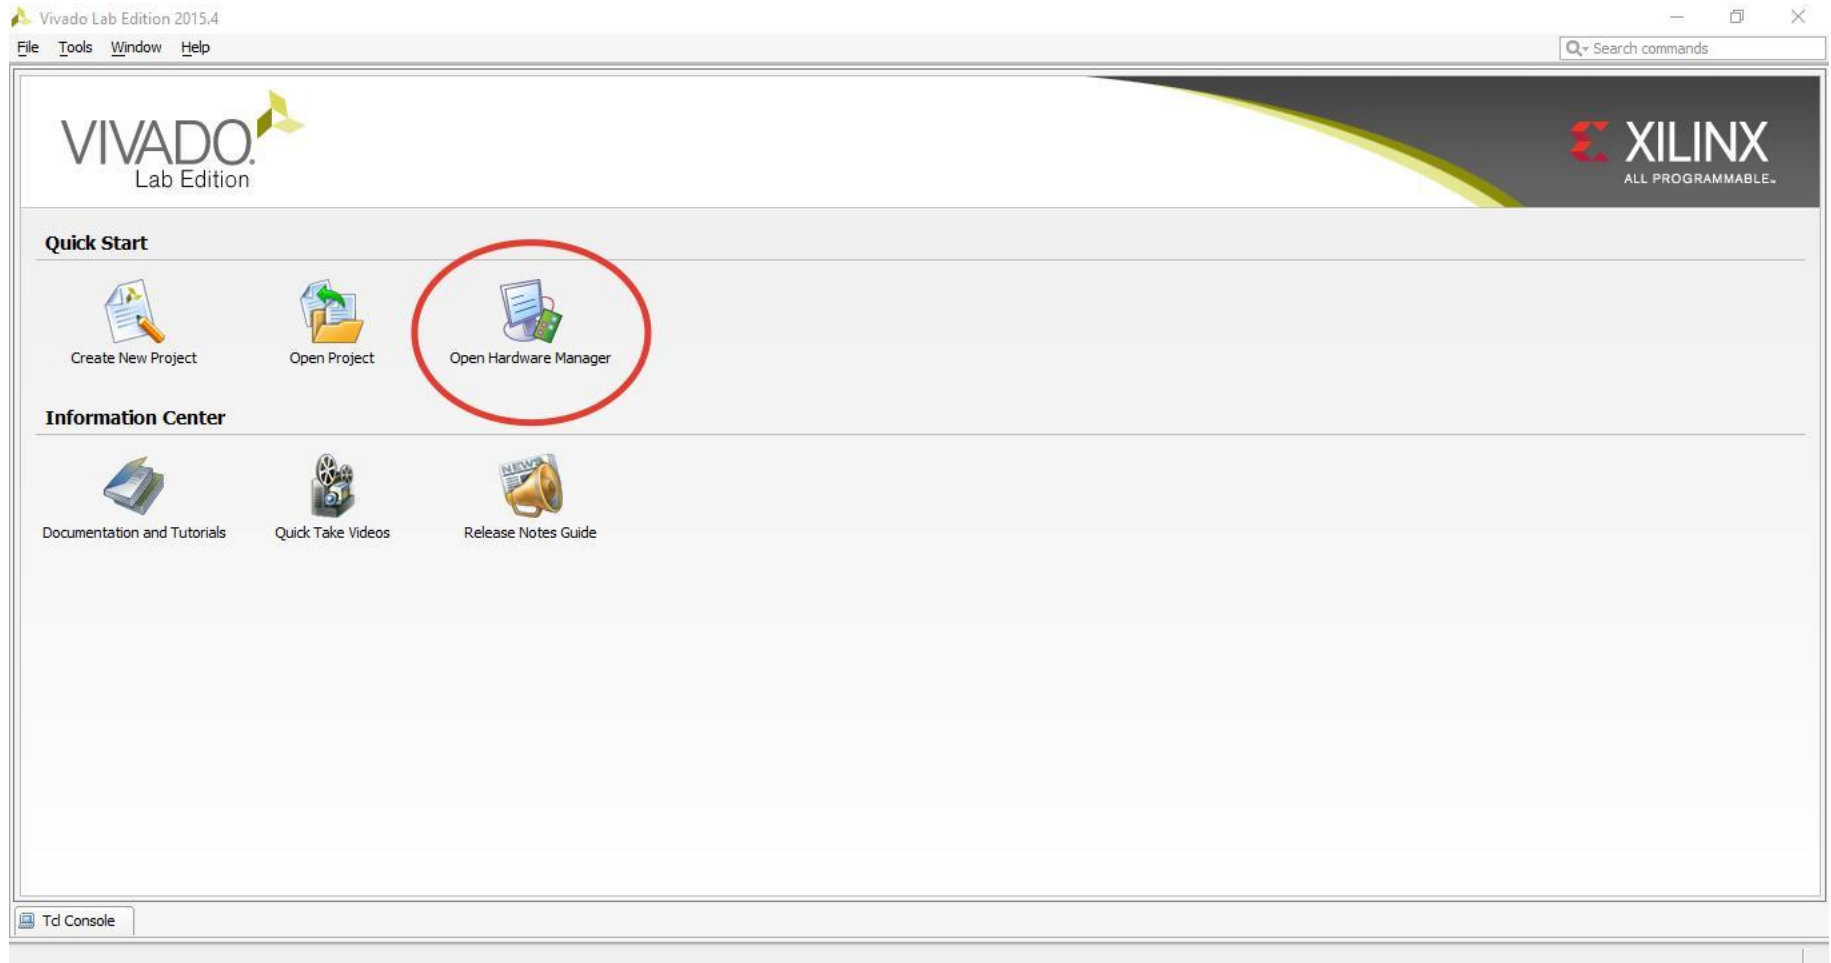 Vivado Lab Edition 2015.4
File Tools Window Help
Search commands
VIVADO.
Lab Edition
XILINX
ALL PROGRAMMABLE™
Quick Start
Create New Project Open Project Open Hardware Manager
Information Center
NEWS
Documentation and Tutorials Quick Take Videos Release Notes Guide
Tcl Console